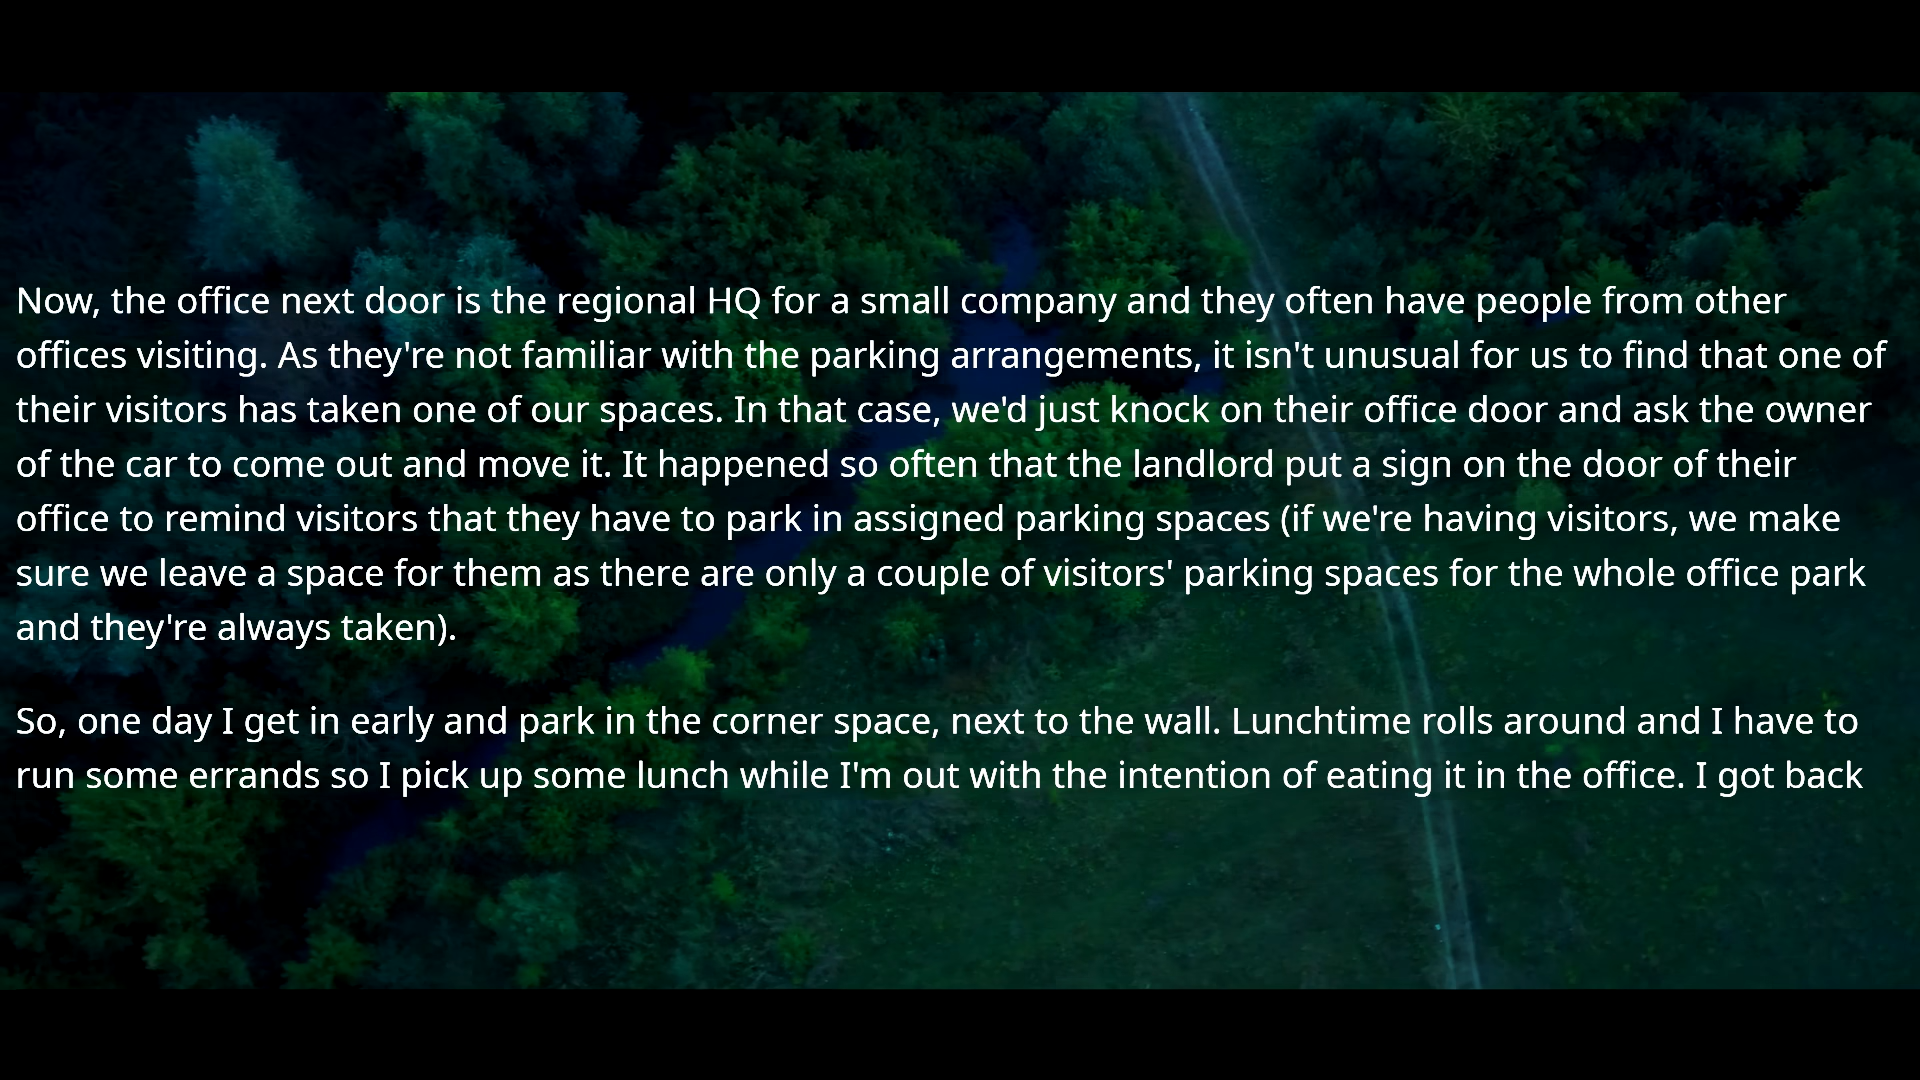 Now, the office next door is the regional HQ for a small company and they often have people from other
offices visiting. As they're not familiar with the parking arrangements, it isn't unusual for us to find that one of
their visitors has taken one of our spaces. In that case, we'd just knock on their office door and ask the owner
of the car to come out and move it. It happened so often that the landlord put a sign on the door of their
office to remind visitors that they have to park in assigned parking spaces (if we're having visitors, we make
sure we leave a space for them as there are only a couple of visitors' parking spaces for the whole office park
and they're always taken).
So, one day I get in early and park in the corner space, next to the wall. Lunchtime rolls around and I have to
run some errands so I pick up some lunch while I'm out with the intention of eating it in the office. I got back